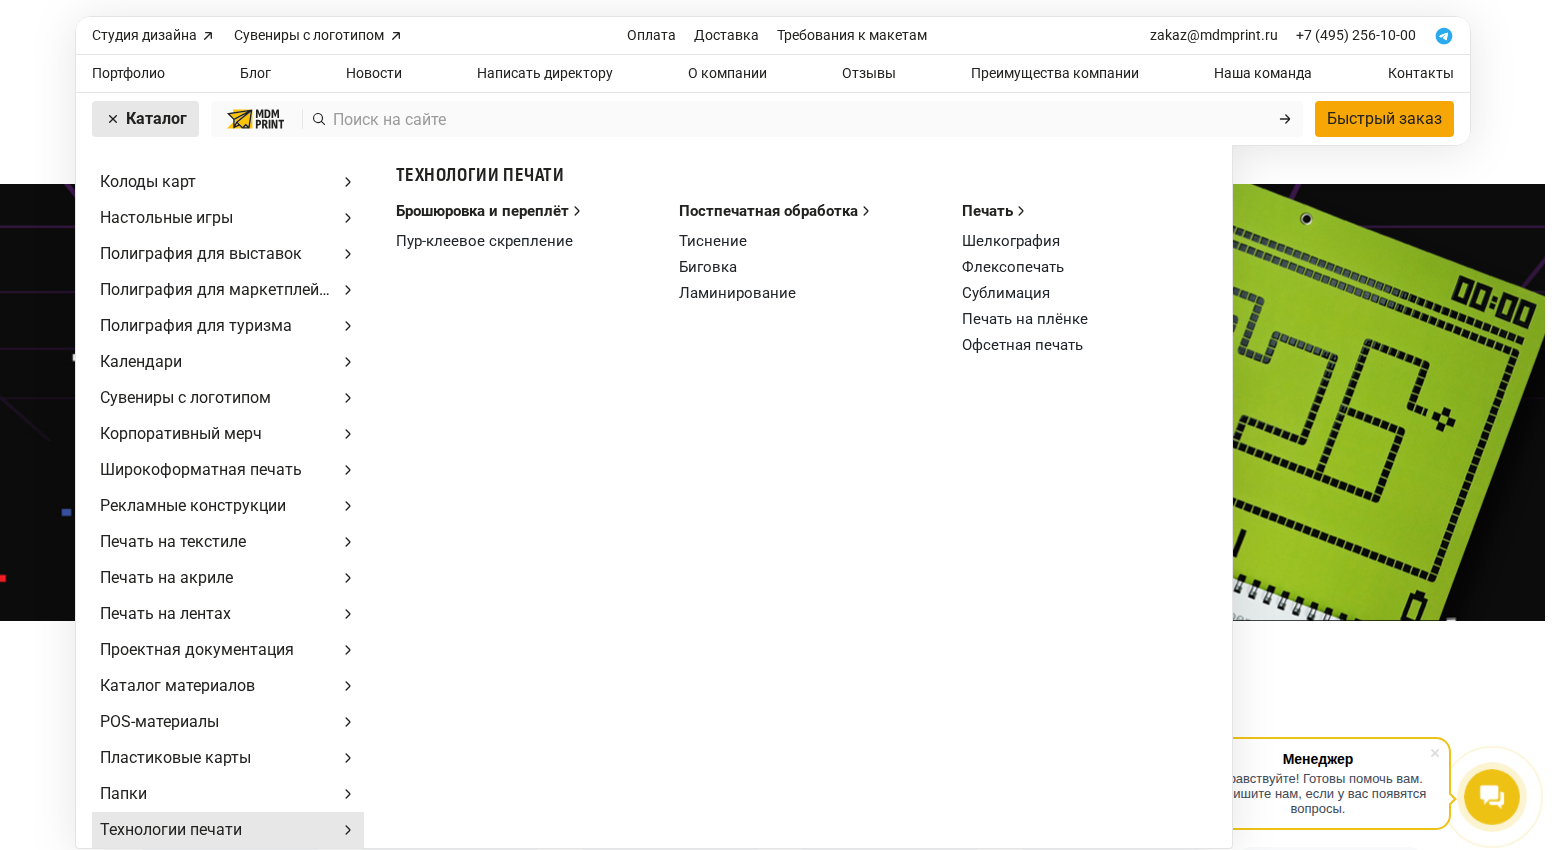 Студия дизайна
Сувениры с логотипом
Оплата
Доставка
Требования к макетам
zakaz@mdmprint.ru
+7 (495) 256-10-00
Портфолио
Блог
Новости
Написать директору
О компании
Отзывы
Преимущества компании
Наша команда
Контакты
Каталог
MDM
PRINT
Поиск на сайте
Быстрый заказ
Колоды карт
Настольные игры
Полиграфия для выставок
Полиграфия для маркетплей...
Полиграфия для туризма
Календари
Сувениры с логотипом
Корпоративный мерч
Широкоформатная печать
Рекламные конструкции
Печать на текстиле
Печать на акриле
Печать на лентах
Проектная документация
Каталог материалов
POS-материалы
Пластиковые карты
Папки
Технологии печати
ТЕХНОЛОГИИ ПЕЧАТИ
Брошюровка и переплёт
Пур-клеевое скрепление
Постпечатная обработка
Тиснение
Биговка
Ламинирование
Печать
Шелкография
Флексопечать
Сублимация
Печать на плёнке
Офсетная печать
00:00
Менеджер
равствуйте! Готовы помочь вам.
ишите нам, если у вас появятся
вопросы.